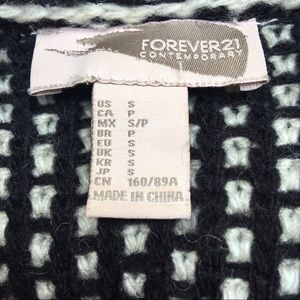 FOREVER21
CONTEMPORARY
US S
CA P
MX S/P
BR P
EU S
UK S
KR S
JP S
CN 160/89A
MADE IN CHINA